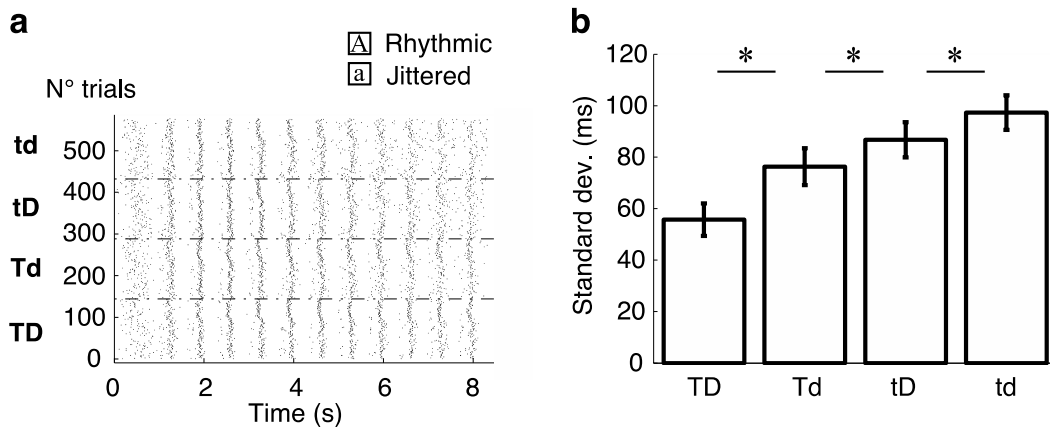 a
A Rhythmic
a Jittered
N° trials
td
tD
Td
TD
500
400
300
200
100
0
0 2 4 6 8
Time (s)
b
120
100
80
60
40
20
0
Standard dev. (ms)
* * *
TD Td tD td